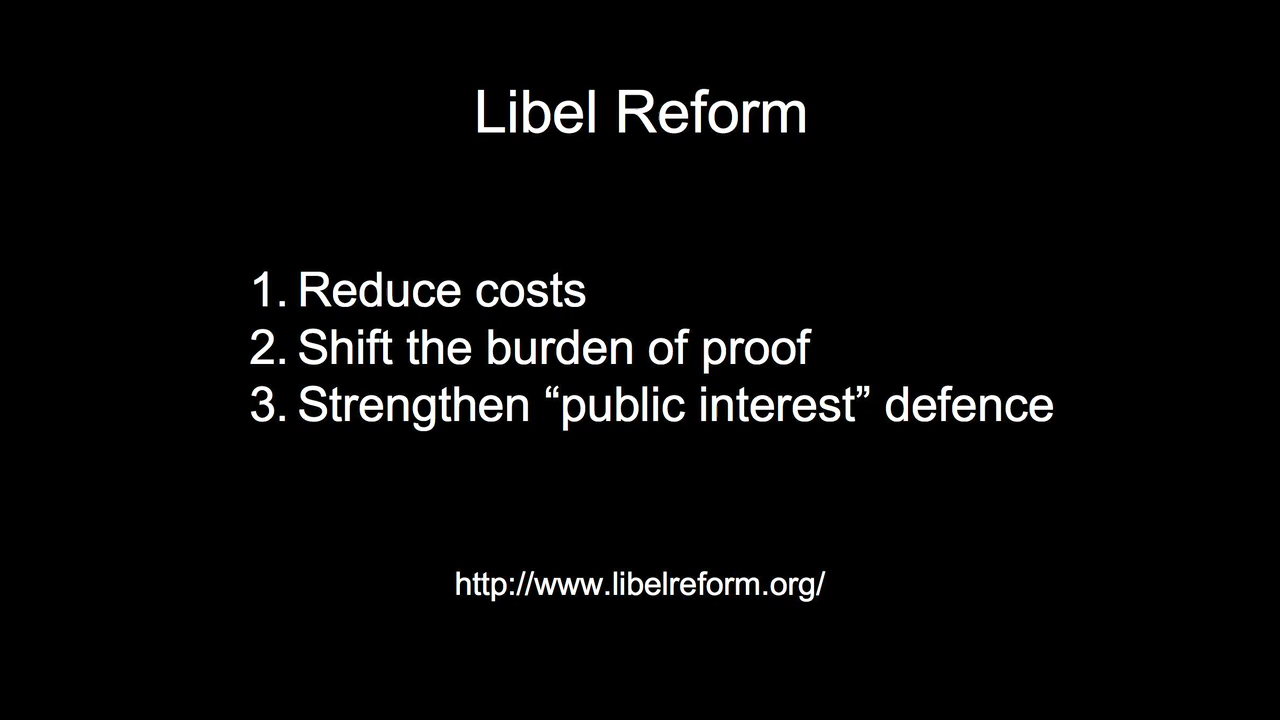 Libel Reform
1. Reduce costs
2. Shift the burden of proof
3. Strengthen “public interest” defence
http://www.libelreform.org/